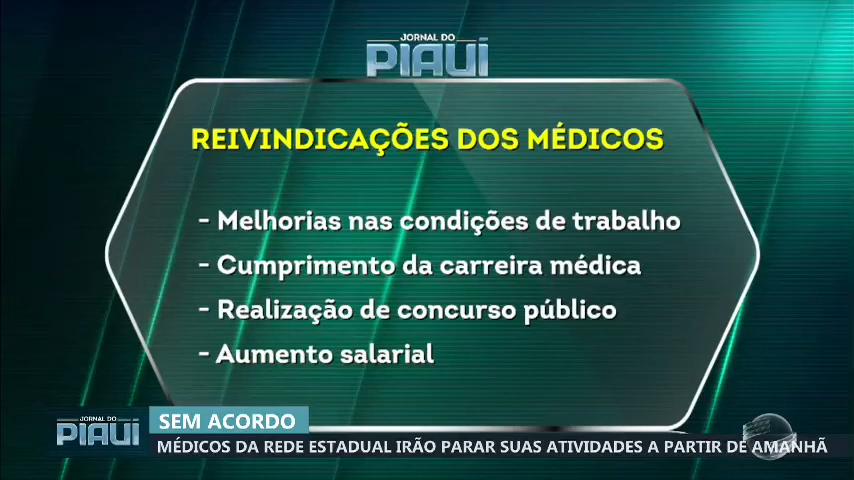 JORNAL DO
PIAUÍ
REIVINDICAÇÕES DOS MÉDICOS
- Melhorias nas condições de trabalho
- Cumprimento da carreira médica
- Realização de concurso público
- Aumento salarial
JORNAL DO
PIAUÍ
SEM ACORDO
MÉDICOS DA REDE ESTADUAL IRÃO PARAR SUAS ATIVIDADES A PARTIR DE AMANHÃ